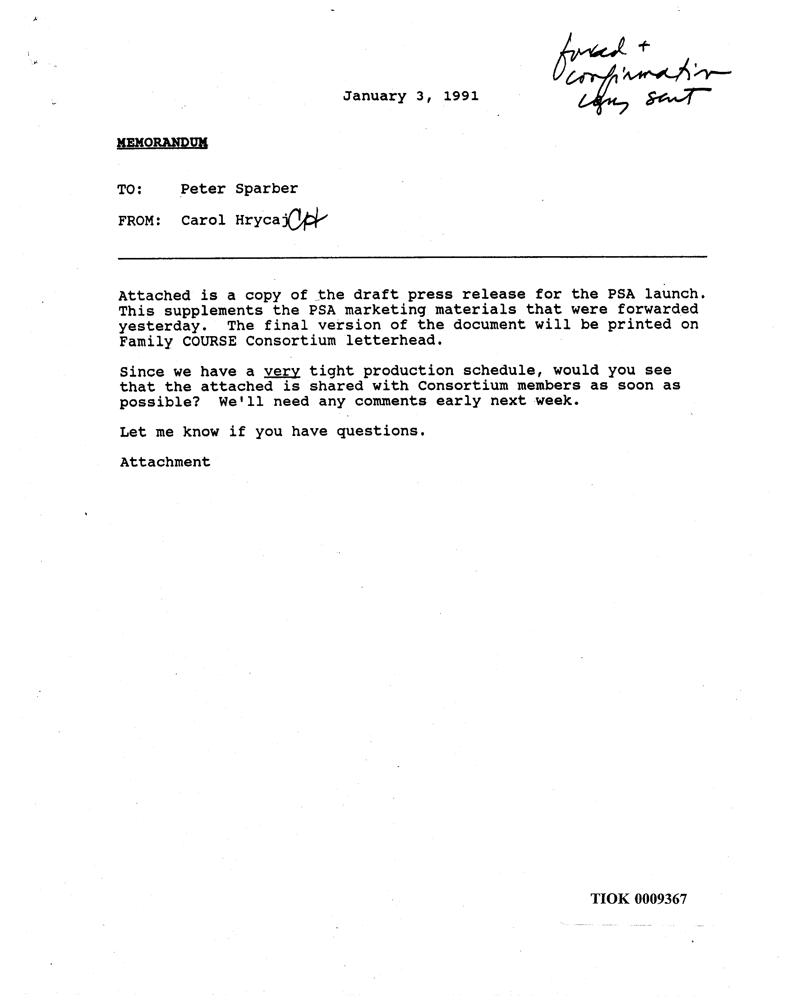 +
confirmation
copy sent
January 3, 1991
MEMORANDUM
TO: Peter Sparber
FROM: Carol Hrycaj
Attached is a copy of the draft press release for the PSA launch.
This supplements the PSA marketing materials that were forwarded
yesterday. The final version of the document will be printed on
Family COURSE Consortium letterhead.
Since we have a very tight production schedule, would you see
that the attached is shared with Consortium members as soon as
possible? We'll need any comments early next week.
Let me know if you have questions.
Attachment
TIOK 0009367